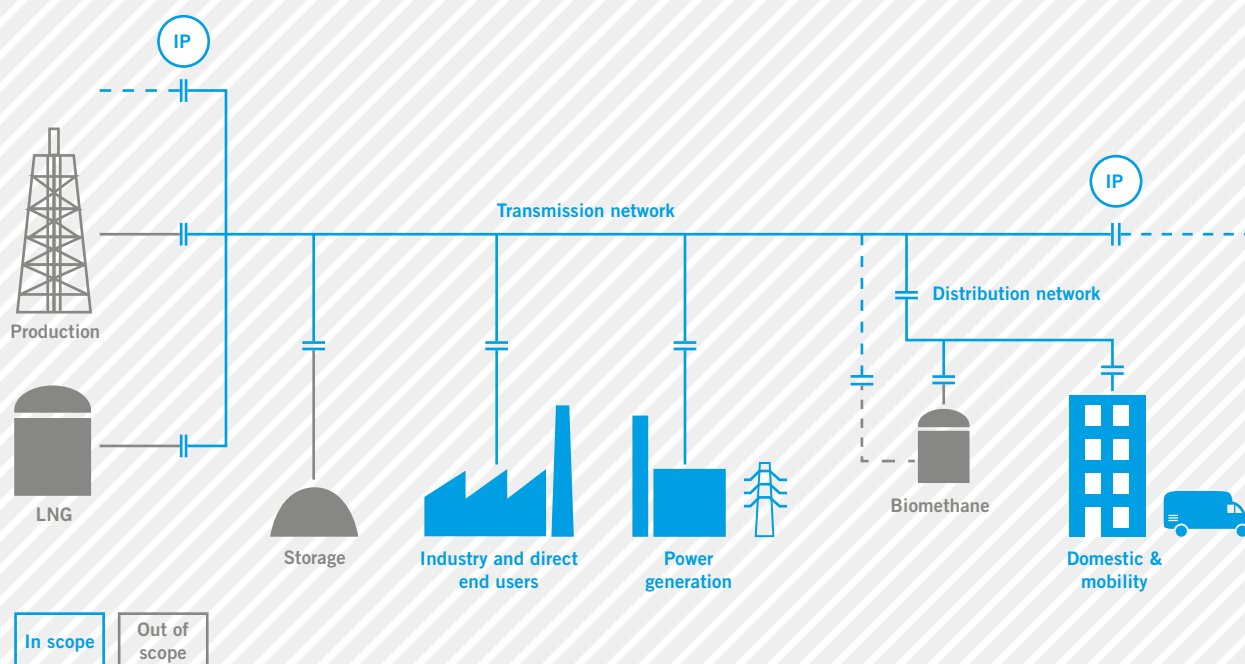 IP
IP
Transmission network
Distribution network
Production
LNG
Storage
Industry and direct
end users
Power
generation
Biomethane
Domestic &
mobility
In scope
Out of
scope